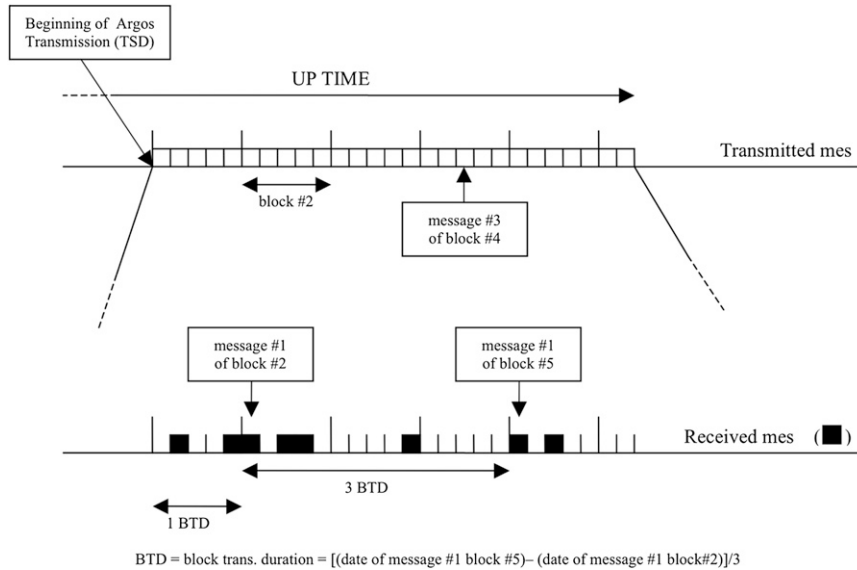 Beginning of Argos
Transmission (TSD)
UP TIME
Transmitted mes
block #2
message #3
of block #4
message #1
of block #2
message #1
of block #5
Received mes ( )
3 BTD
1 BTD
BTD = block trans. duration = [(date of message #1 block #5)– (date of message #1 block#2)]/3